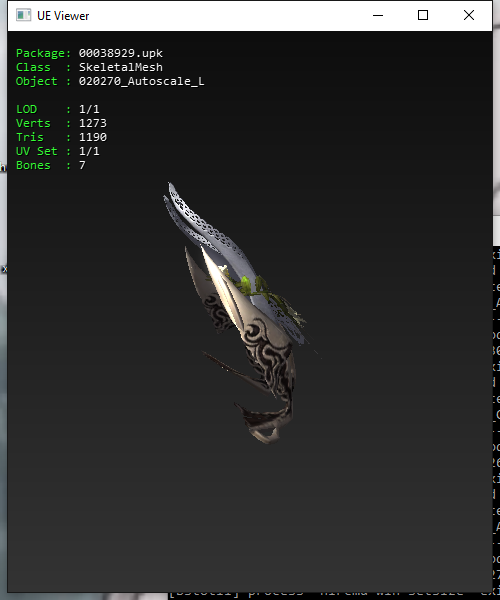 UE Viewer
Package: 00038929.upk
Class : SkeletalMesh
Object : 020270_Autoscale_L
LOD : 1/1
Verts : 1273
Tris : 1190
UV Set : 1/1
Bones : 7